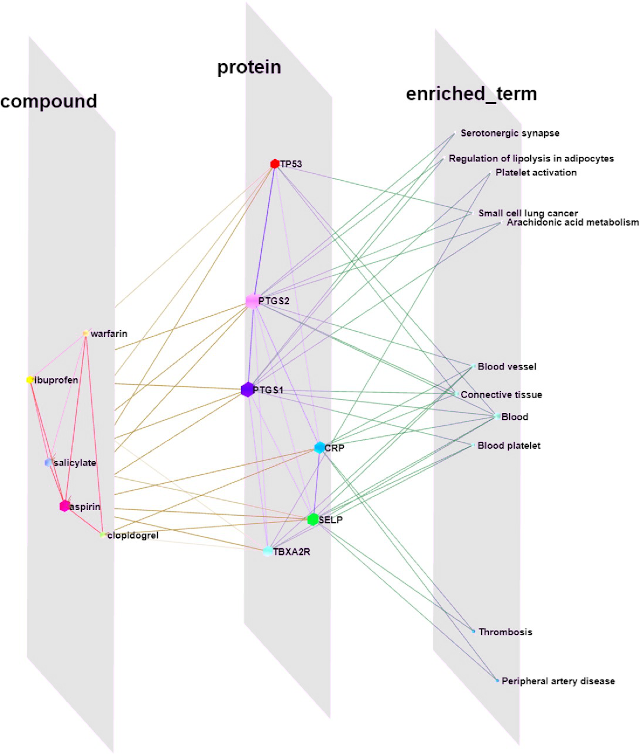 protein
enriched_term
compound
Serotonergic synapse
Regulation of lipolysis in adipocytes
TP53
Platelet activation
Small cell lung cancer
Arachidonic acid metabolism
PTGS2
warfarin
Blood vessel
Ibuprofen
PTGS1
Connective tissue
Blood
CRP
Blood platelet
salicylate
aspirin
SELP
clopidogrel
TBXA2R
Thrombosis
Peripheral artery disease